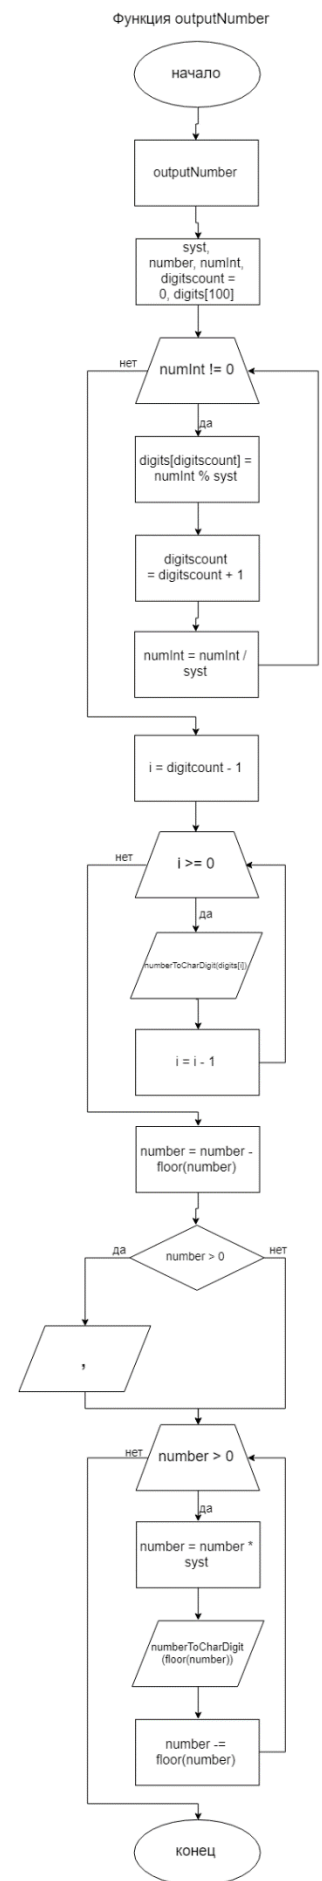 Функция outputNumber
начало
outputNumber
syst,
number, numInt,
digitscount =
0, digits[100]
нет
numInt != 0
да
digits[digitscount] =
numInt % syst
digitscount
= digitscount + 1
numInt = numInt /
syst
i = digitcount - 1
нет
i >= 0
да
numberToCharDigit(digits[i])
i = i - 1
number = number -
floor(number)
да
number > 0
нет
,
нет
number > 0
да
number = number *
syst
numberToCharDigit
(floor(number))
number -=
floor(number)
конец